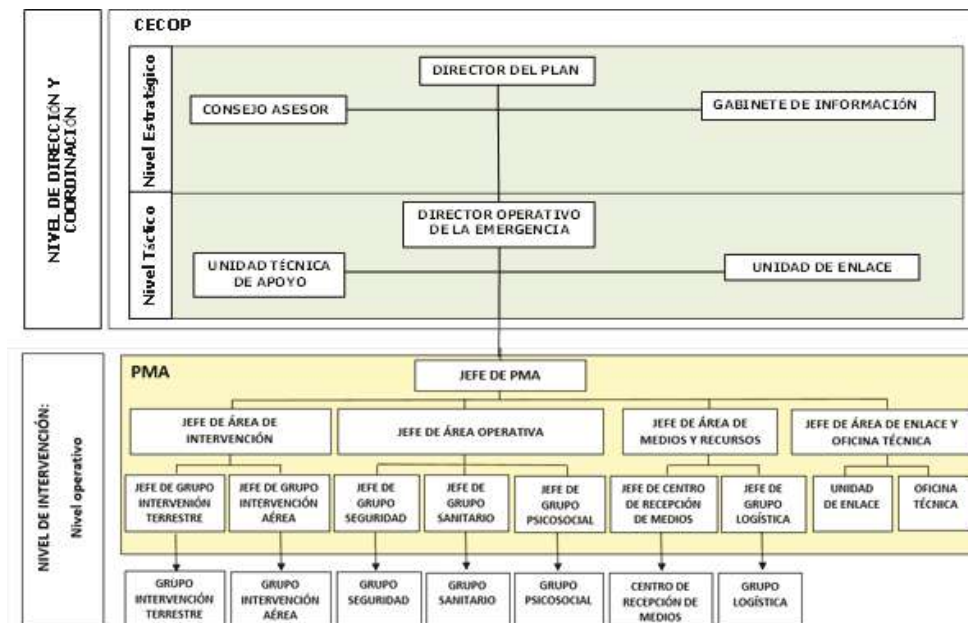 CECOP
NIVEL DE DIRECCIÓN Y
COORDINACIÓN
Nivel Estratégico
DIRECTOR DEL PLAN
CONSEJO ASESOR
GABINETE DE INFORMACIÓN
Nivel Táctico
DIRECTOR OPERATIVO
DE LA EMERGENCIA
UNIDAD TÉCNICA
DE APOYO
UNIDAD DE ENLACE
NIVEL DE INTERVENCIÓN:
Nivel operativo
PMA
JEFE DE PMA
JEFE DE ÁREA DE
INTERVENCIÓN
JEFE DE ÁREA OPERATIVA
JEFE DE ÁREA DE
MEDIOS Y RECURSOS
JEFE DE ÁREA DE ENLACE Y
OFICINA TÉCNICA
JEFE DE GRUPO
INTERVENIÓN
TERRESTRE
JEFE DE GRUPO
INTERVENCIÓN
AÉREA
JEFE DE
GRUPO
SEGURIDAD
JEFE DE
GRUPO
SANITARIO
JEFE DE
GRUPO
PSICOSOCIAL
JEFE DE CENTRO
DE RECEPCIÓN
DE MEDIOS
JEFE DE
GRUPO
LOGÍSTICA
UNIDAD
DE ENLACE
OFICINA
TÉCNICA
GRUPO
INTERVENCIÓN
TERRESTRE
GRUPO
INTERVENCIÓN
AÉREA
GRUPO
SEGURIDAD
GRUPO
SANITARIO
GRUPO
PSICOSOCIAL
CENTRO DE
RECEPCIÓN DE
MEDIOS
GRUPO
LOGÍSTICA